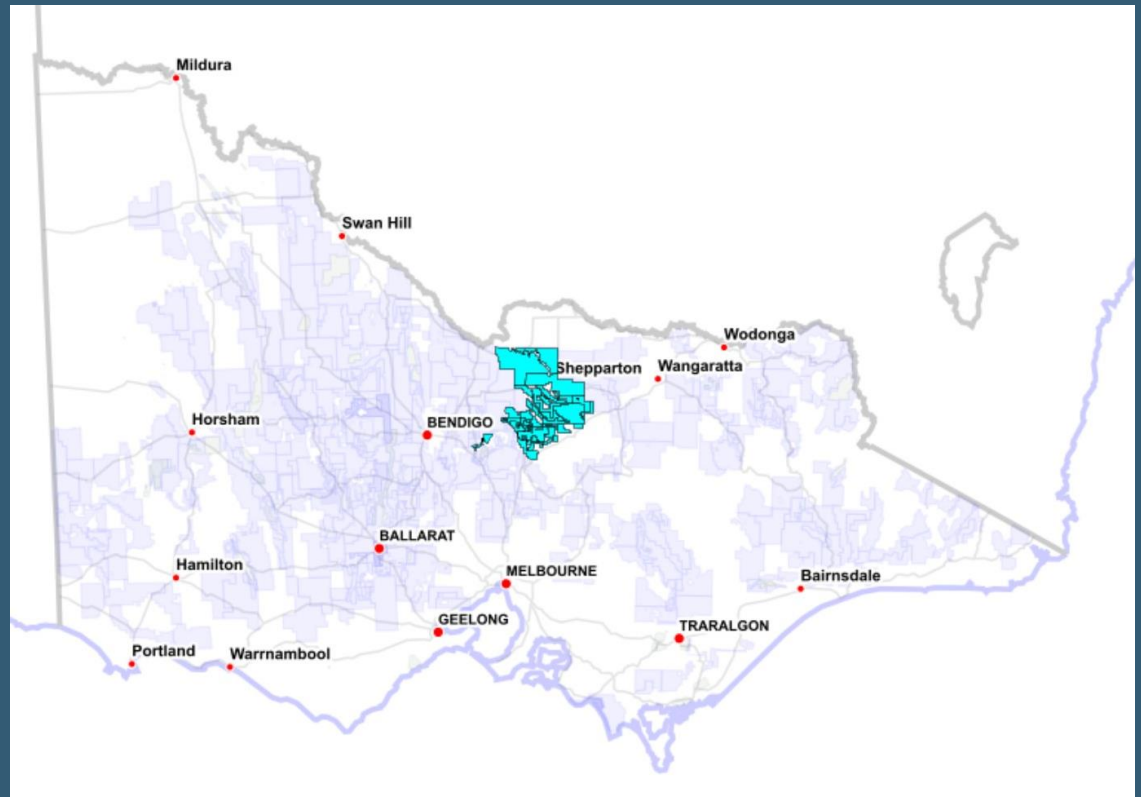 Mildura
Swan Hill
Wodonga
Shepparton
Wangaratta
Horsham
BENDIGO
BALLARAT
Hamilton
MELBOURNE
Bairnsdale
GEELONG
TRARALGON
Portland
Warrnambool